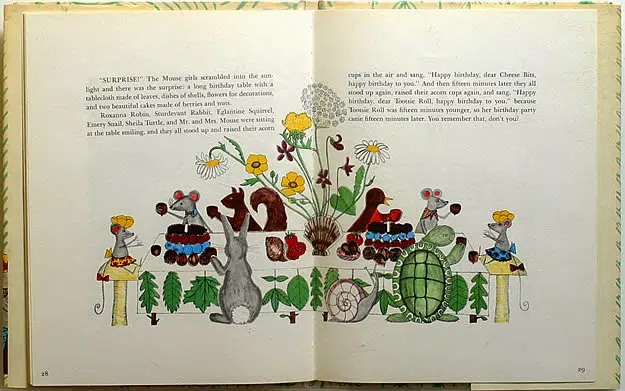 "SURPRISE!" The Mouse girls scrambled into the sun-
light and there was the surprise: a long birthday table with a
tablecloth made of leaves, dishes of shells, flowers for decorations,
and two beautiful cakes made of berries and nuts.
Roxanna Robin, Sturdevant Rabbit, Eglantine Squirrel,
Emery Snail, Sheila Turtle, and Mr. and Mrs. Mouse were sitting
at the table smiling, and they all stood up and raised their acorn
28
cups in the air and sang, "Happy birthday, dear Cheese Bits,
happy birthday to you." And then fifteen minutes later they all
stood up again, raised their acorn cups again, and sang, "Happy
birthday, dear Tootsie Roll, happy birthday to you," because
Tootsie Roll was fifteen minutes younger, so her birthday party
came fifteen minutes later. You remember that, don't you?
29